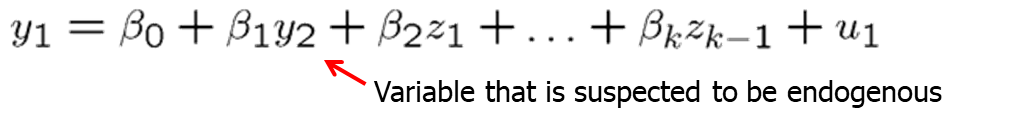 y₁ = β₀ + β₁y₂ + β₂z₁ + ... + βₖzₖ₋₁ + u₁
Variable that is suspected to be endogenous